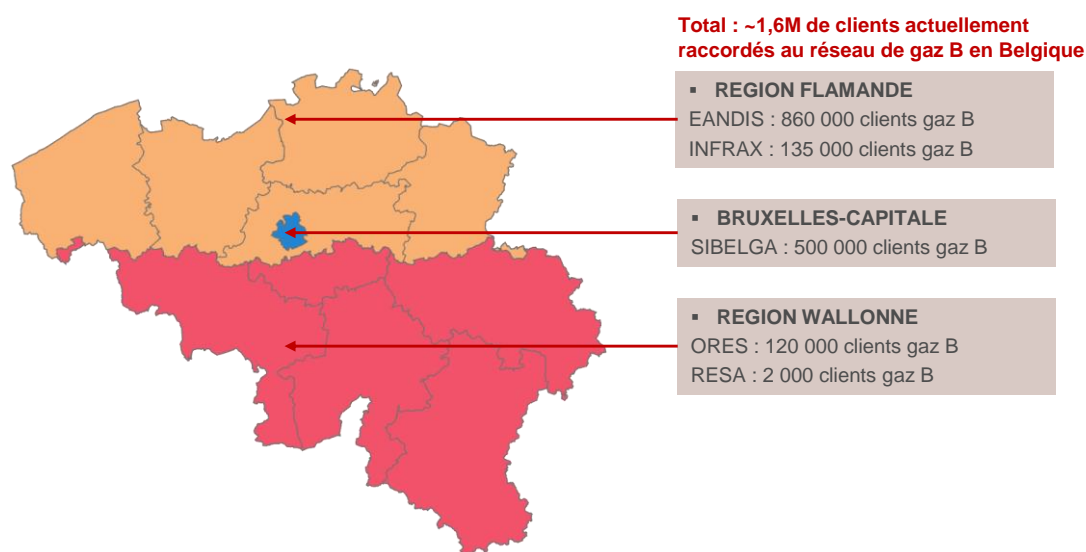 Total : ~1,6M de clients actuellement
raccordés au réseau de gaz B en Belgique
▪ REGION FLAMANDE
EANDIS : 860 000 clients gaz B
INFRAX : 135 000 clients gaz B
▪ BRUXELLES-CAPITALE
SIBELGA : 500 000 clients gaz B
▪ REGION WALLONNE
ORES : 120 000 clients gaz B
RESA : 2 000 clients gaz B